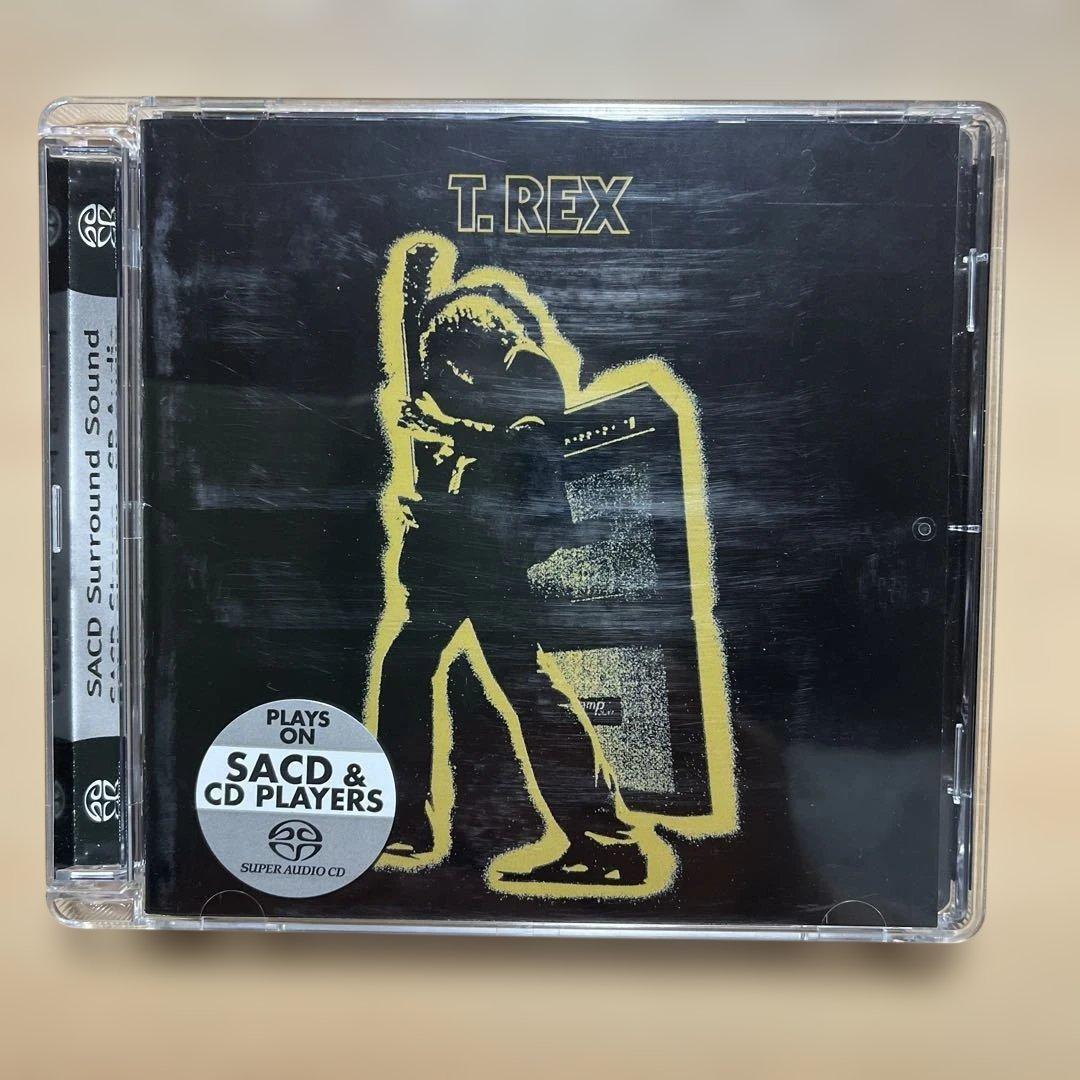 T. REX
SACD Surround Sound
PLAYS
ON
SACD &
CD PLAYERS
SUPER AUDIO CD